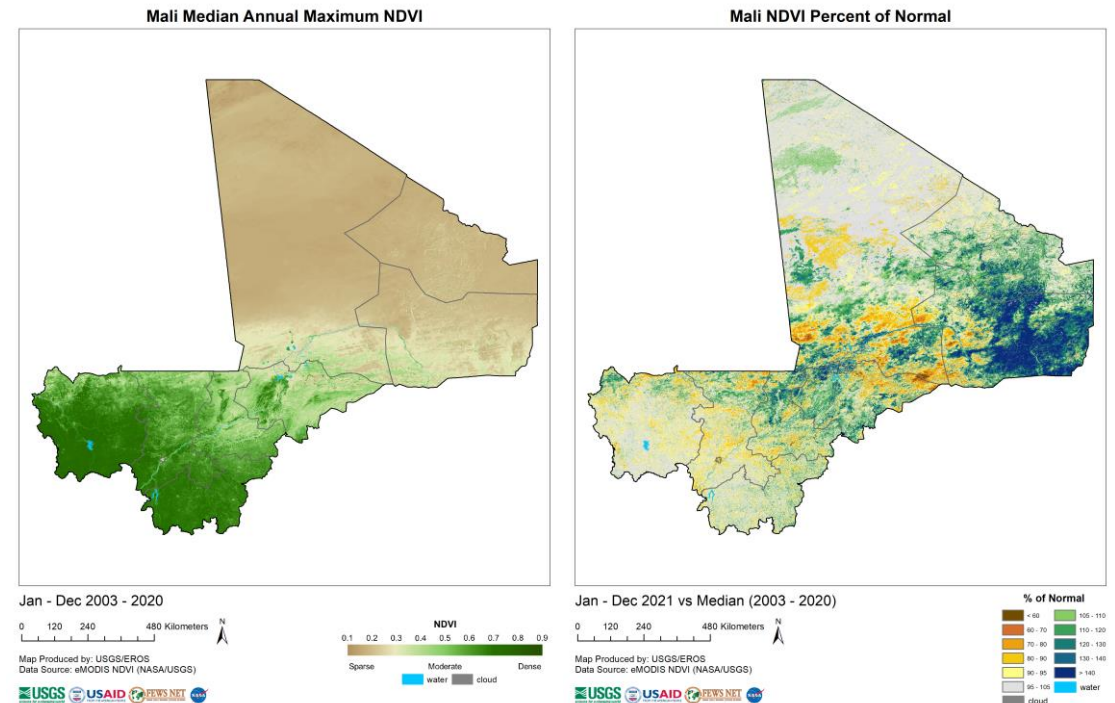 Mali Median Annual Maximum NDVI
Jan - Dec 2003 - 2020
0 120 240 480 Kilometers
N
Map Produced by: USGS/EROS
Data Source: eMODIS NDVI (NASA/USGS)
NDVI
0.1 0.2 0.3 0.4 0.5 0.6 0.7 0.8 0.9
Sparse Moderate Dense
water cloud
USGS USAID FEWS NET NASA
Mali NDVI Percent of Normal
Jan - Dec 2021 vs Median (2003 - 2020)
0 120 240 480 Kilometers
N
Map Produced by: USGS/EROS
Data Source: eMODIS NDVI (NASA/USGS)
% of Normal
< 60 105 - 110
60 - 70 110 - 120
70 - 80 120 - 130
80 - 90 130 - 140
90 - 95 > 140
95 - 105 water
cloud
USGS USAID FEWS NET NASA